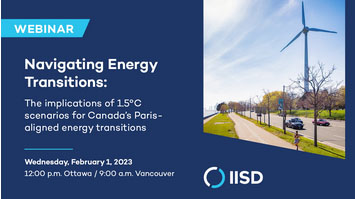 WEBINAR
Navigating Energy
Transitions:
The implications of 1.5°C
scenarios for Canada's Paris-
aligned energy transitions
Wednesday, February 1, 2023
12:00 p.m. Ottawa / 9:00 a.m. Vancouver
IISD